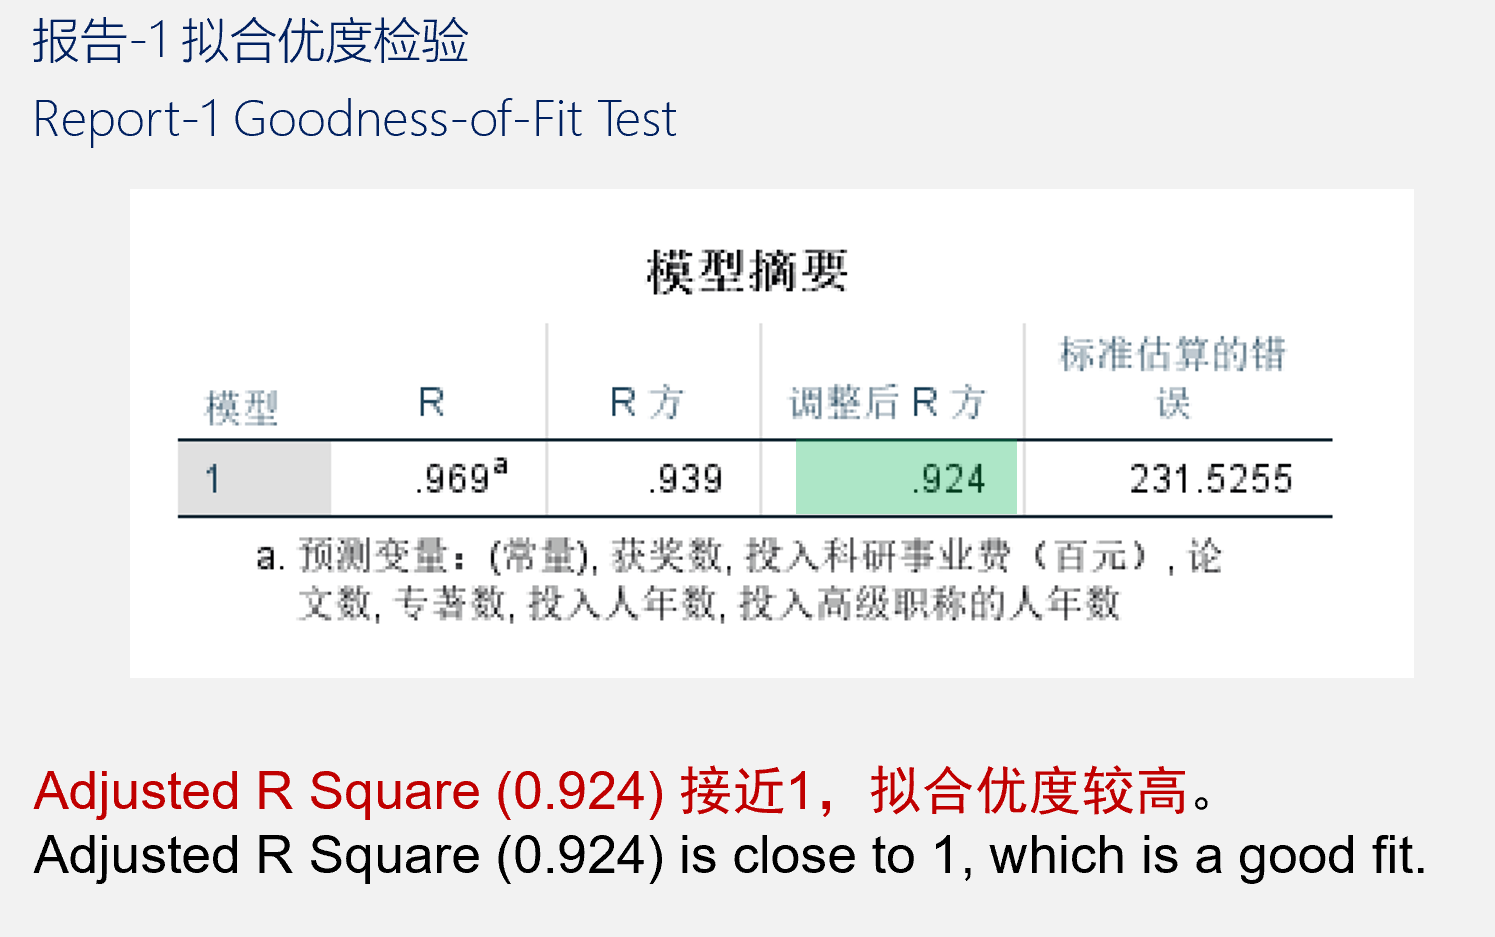 报告-1 拟合优度检验
Report-1 Goodness-of-Fit Test
模型摘要
模型 R R 方 调整后 R 方 标准估算的错误
1 .969a .939 .924 231.5255
a. 预测变量：(常量), 获奖数, 投入科研事业费（百元）, 论
文数, 专著数, 投入人年数, 投入高级职称的人年数
Adjusted R Square (0.924) 接近1，拟合优度较高。
Adjusted R Square (0.924) is close to 1, which is a good fit.